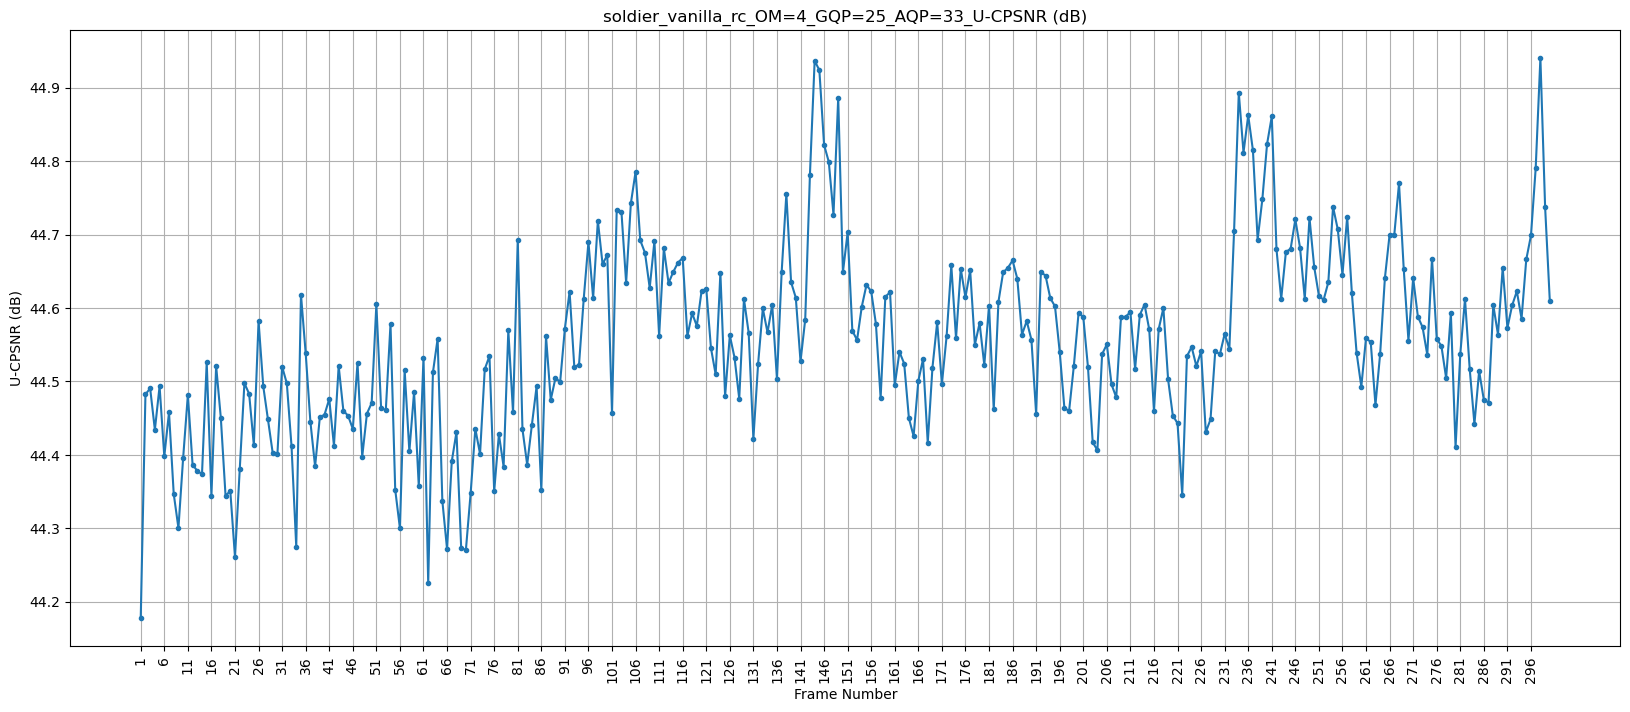 soldier_vanilla_rc_OM=4_GQP=25_AQP=33_U-CPSNR (dB)
U-CPSNR (dB)
44.9
44.8
44.7
44.6
44.5
44.4
44.3
44.2
1 6 11 16 21 26 31 36 41 46 51 56 61 66 71 76 81 86 91 96 101 106 111 116 121 126 131 136 141 146 151 156 161 166 171 176 181 186 191 196 201 206 211 216 221 226 231 236 241 246 251 256 261 266 271 276 281 286 291 296
Frame Number